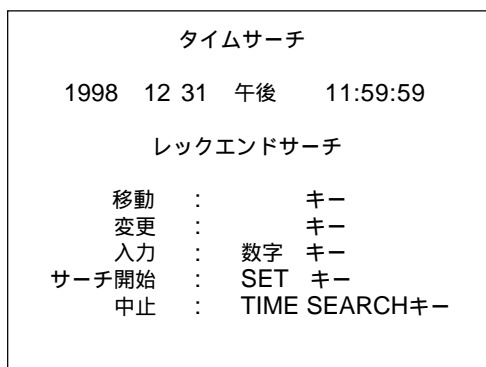 タイムサーチ
1998 12 31 午後 11:59:59
レックエンドサーチ
移動 : キー
変更 : キー
入力 : 数字 キー
サーチ開始 : SET キー
中止 : TIME SEARCHキー